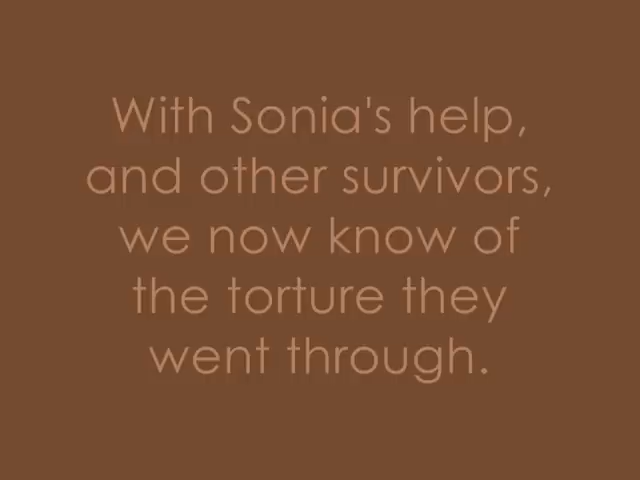 With Sonia's help,
and other survivors,
we now know of
the torture they
went through.